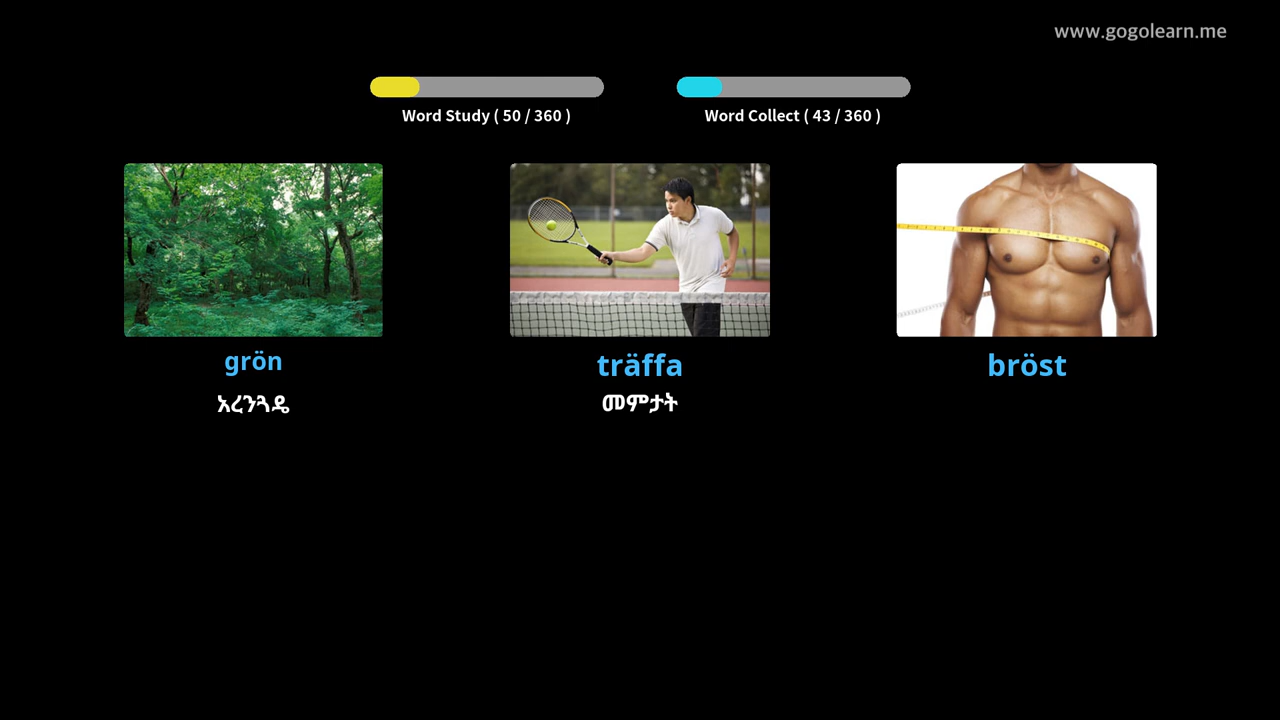 www.gogolearn.me
Word Study ( 50 / 360 )
Word Collect ( 43 / 360 )
grön
träffa
bröst
አረንጓዴ
መምታት